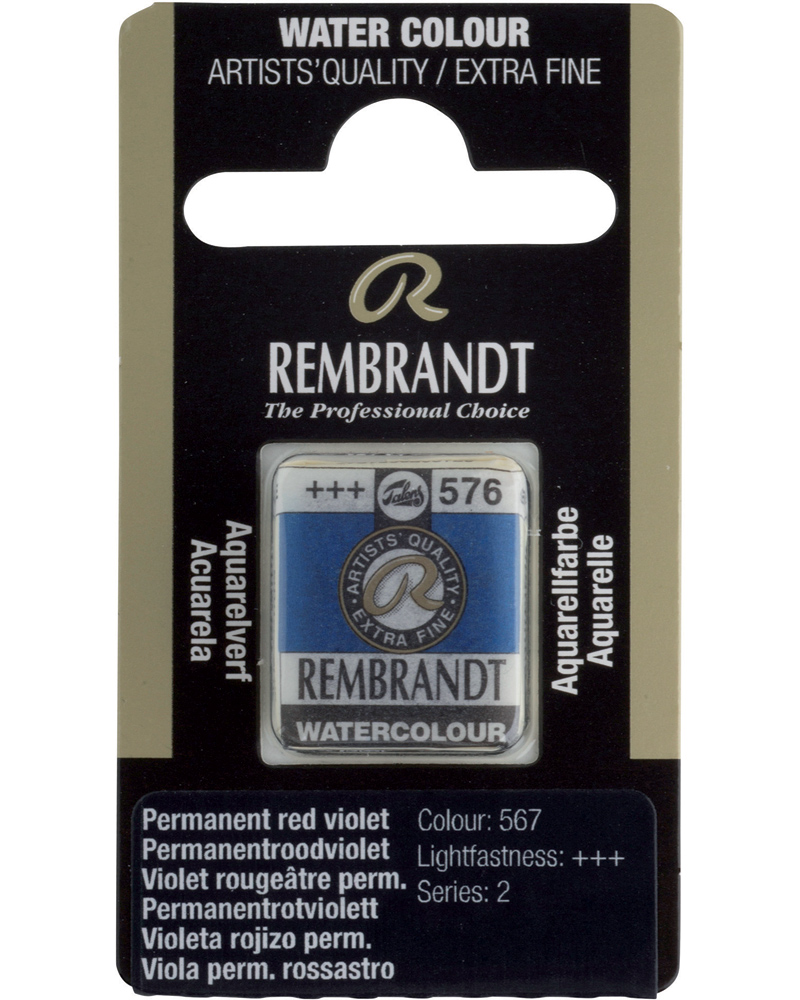 WATER COLOUR
ARTISTS' QUALITY / EXTRA FINE
R
REMBRANDT
The Professional Choice
+++ Talens 576
ARTISTS' QUALITY
R
EXTRA FINE
REMBRANDT
WATERCOLOUR
Aquarelverf
Acuarela
Aquarellfarbe
Aquarelle
Permanent red violet
Permanentroodviolet
Violet rougeâtre perm.
Permanentrotviolett
Violeta rojizo perm.
Viola perm. rossastro
Colour: 567
Lightfastness: +++
Series: 2